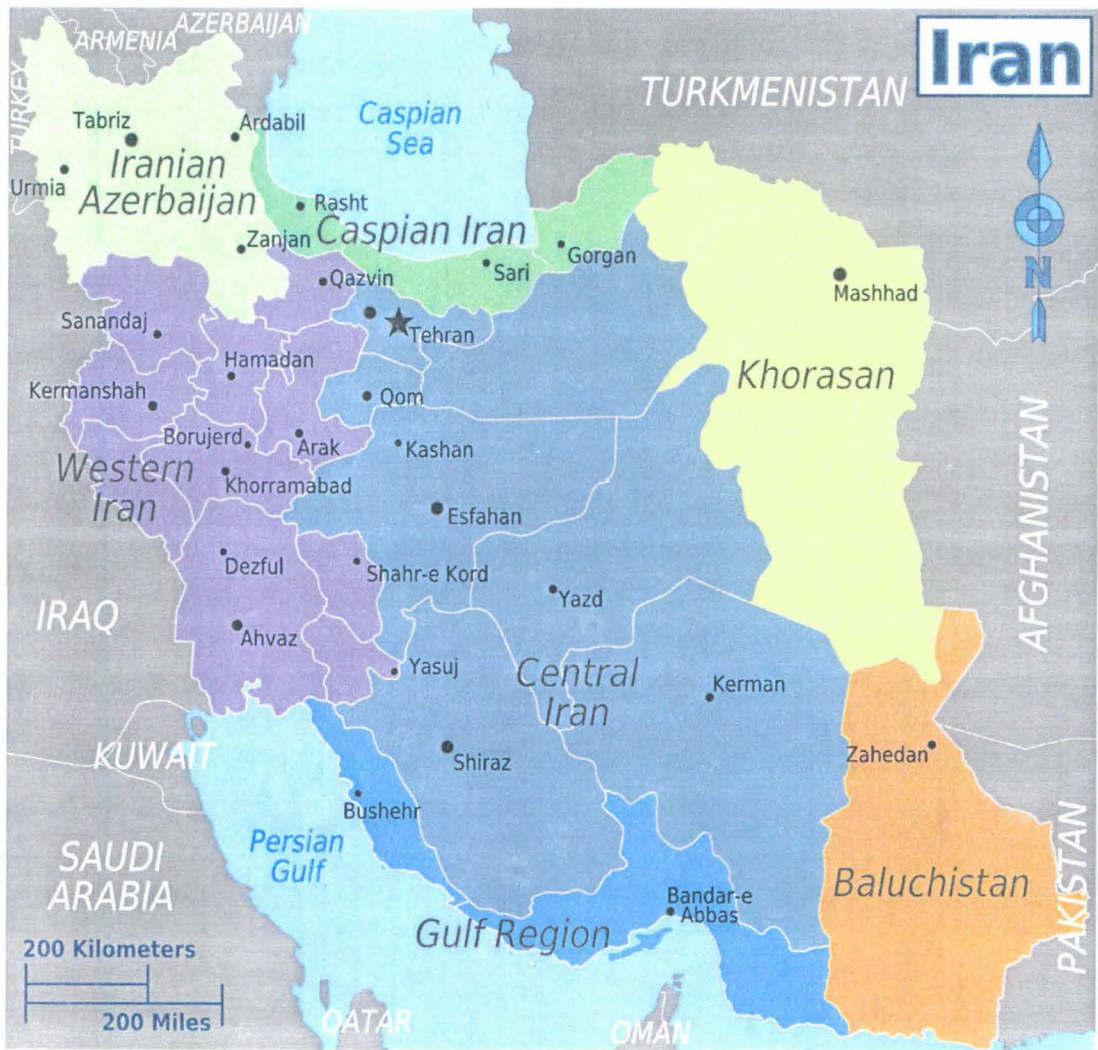 Iran
AZERBAIJAN
ARMENIA
TURKEY
TURKMENISTAN
Caspian
Sea
Tabriz
Ardabil
Iranian
Azerbaijan
Urmia
Rasht
Caspian Iran
Zanjan
Gorgan
Sari
Qazvin
Mashhad
N
Sanandaj
Tehran
Hamadan
Khorasan
Kermanshah
Qom
Borujerd
Arak
Kashan
Western
Iran
Khorramabad
Esfahan
AFGHANISTAN
Dezful
Shahr-e Kord
Yazd
IRAQ
Ahvaz
Yasuj
Central
Iran
Kerman
KUWAIT
Shiraz
Zahedan
Bushehr
Persian
Gulf
SAUDI
ARABIA
Baluchistan
PAKISTAN
Bandar-e
Abbas
Gulf Region
200 Kilometers
200 Miles
QATAR
OMAN